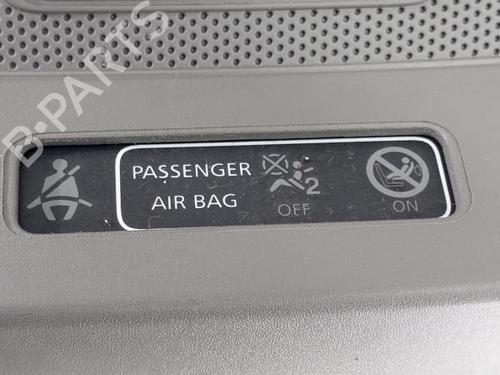 B-PARTS
PASSENGER
AIR BAG
2
OFF
ON